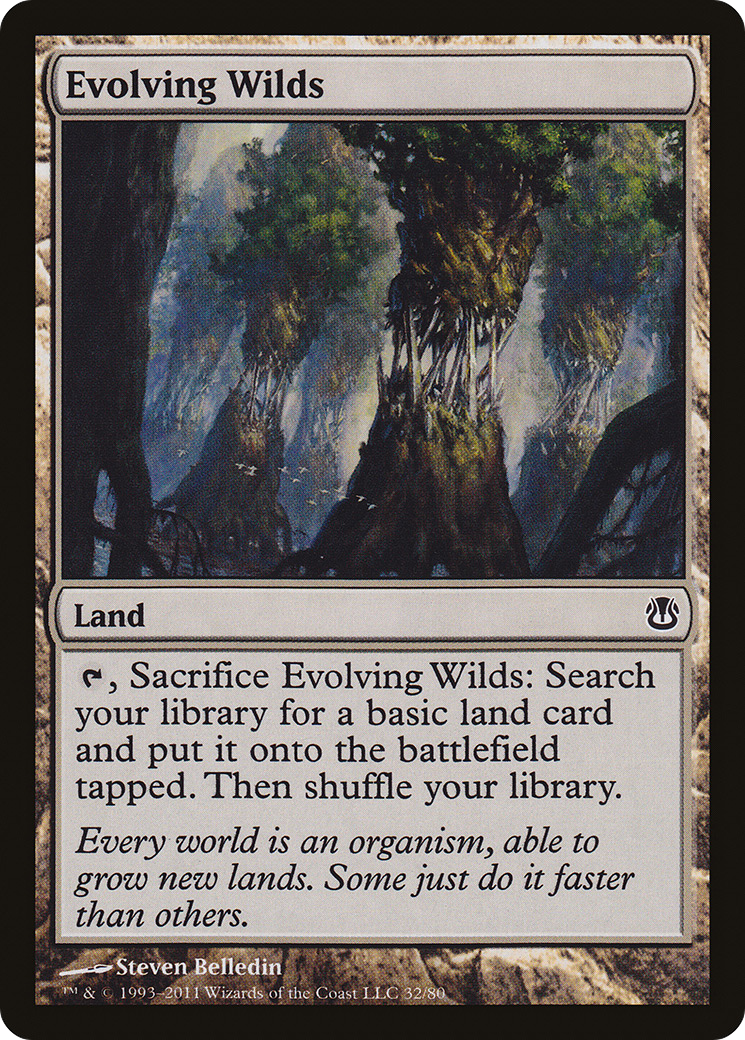 Evolving Wilds
Land
, Sacrifice Evolving Wilds: Search
your library for a basic land card
and put it onto the battlefield
tapped. Then shuffle your library.
Every world is an organism, able to
grow new lands. Some just do it faster
than others.
Steven Belledin
™ & © 1993–2011 Wizards of the Coast LLC 32/80